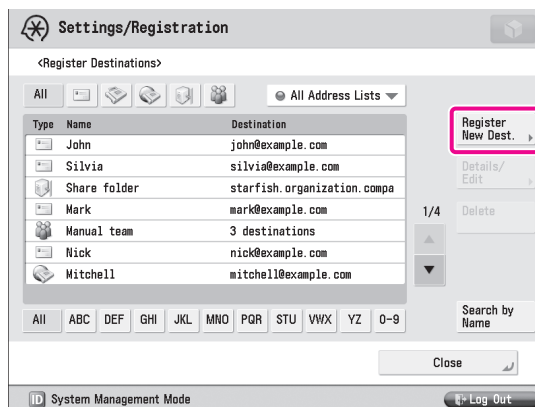 Settings/Registration
<Register Destinations>
All
All Address Lists
Type Name Destination
John john@example.com
Silvia silvia@example.com
Share folder starfish.organization.compa
Mark mark@example.com
Manual team 3 destinations
Nick nick@example.com
Mitchell mitchell@example.com
1/4
Register
New Dest.
Details/
Edit
Delete
Search by
Name
All ABC DEF GHI JKL MNO PQR STU VWX YZ 0-9
Close
ID System Management Mode
Log Out